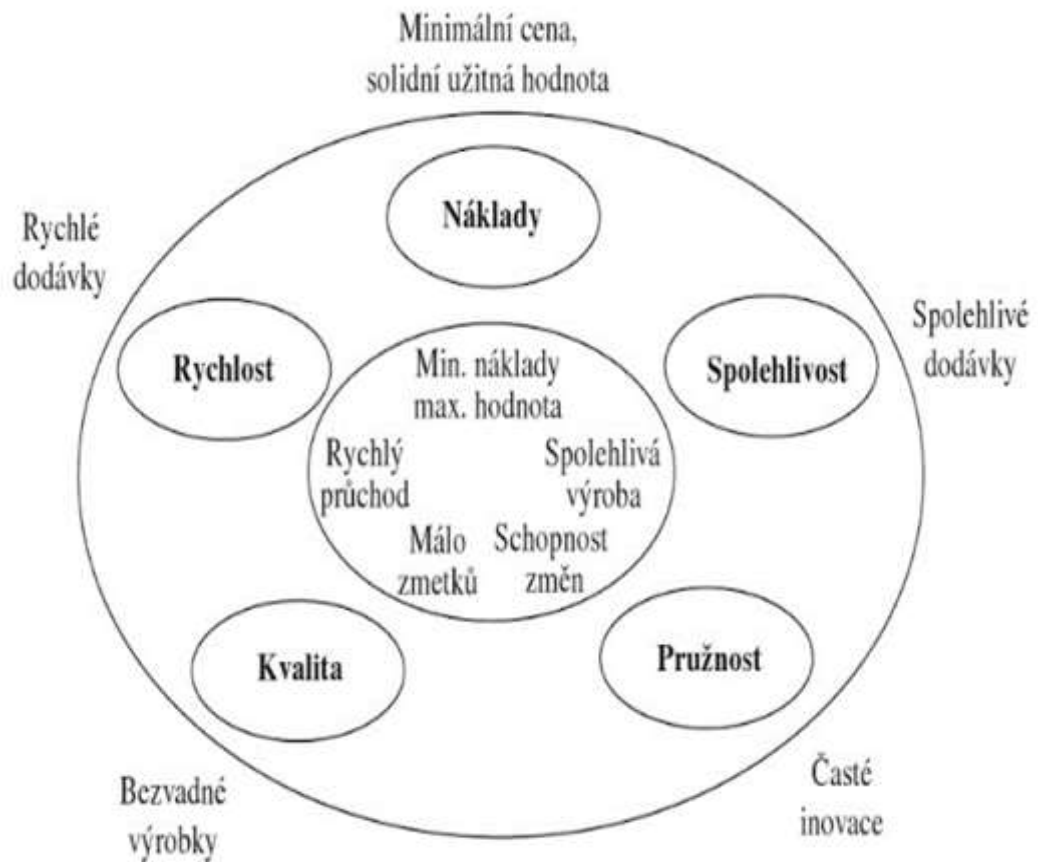 Minimální cena,
solidní užitná hodnota
Náklady
Rychlé
dodávky
Rychlost
Spolehlivost
Spolehlivé
dodávky
Min. náklady
max. hodnota
Rychlý
průchod
Spolehlivá
výroba
Málo
zmetků
Schopnost
změn
Kvalita
Pružnost
Bezvadné
výrobky
Časté
inovace